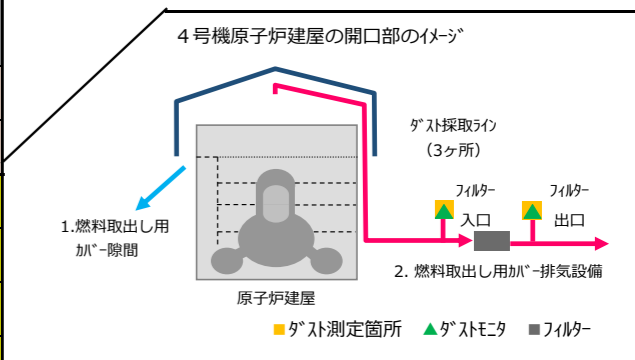 ４号機原子炉建屋の開口部のｲﾒｰｼﾞ
ﾀﾞｽﾄ採取ﾗｲﾝ
（3ヶ所）
ﾌｨﾙﾀｰ
入口
ﾌｨﾙﾀｰ
出口
1.燃料取出し用
ｶﾊﾞｰ隙間
2. 燃料取出し用ｶﾊﾞｰ排気設備
原子炉建屋
■ﾀﾞｽﾄ測定箇所 ▲ﾀﾞｽﾄﾓﾆﾀ ■ﾌｨﾙﾀｰ